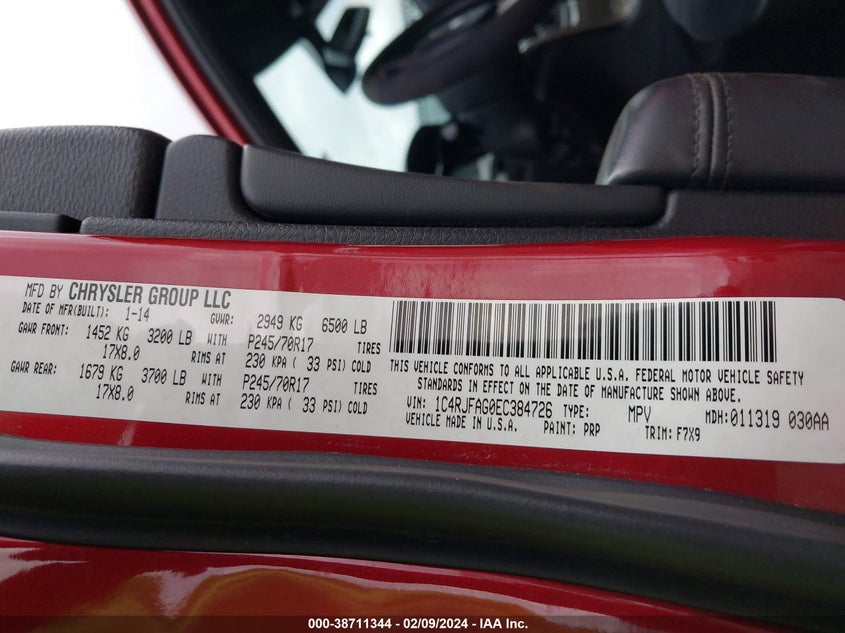 MFD BY CHRYSLER GROUP LLC
DATE OF MFR(BUILT): 1-14 GVWR: 2949 KG 6500 LB
GAWR FRONT: 1452 KG 3200 LB WITH P245/70R17 TIRES
17X8.0 RIMS AT 230 KPA ( 33 PSI) COLD
GAWR REAR: 1679 KG 3700 LB WITH P245/70R17 TIRES
17X8.0 RIMS AT 230 KPA ( 33 PSI) COLD
THIS VEHICLE CONFORMS TO ALL APPLICABLE U.S.A. FEDERAL MOTOR VEHICLE SAFETY
STANDARDS IN EFFECT ON THE DATE OF MANUFACTURE SHOWN ABOVE.
VIN: 1C4RJFAG0EC384726 TYPE: MPV MDH:011319 030AA
VEHICLE MADE IN U.S.A. PAINT: PRP TRIM: F7X9
000-38711344 - 02/09/2024 - IAA Inc.